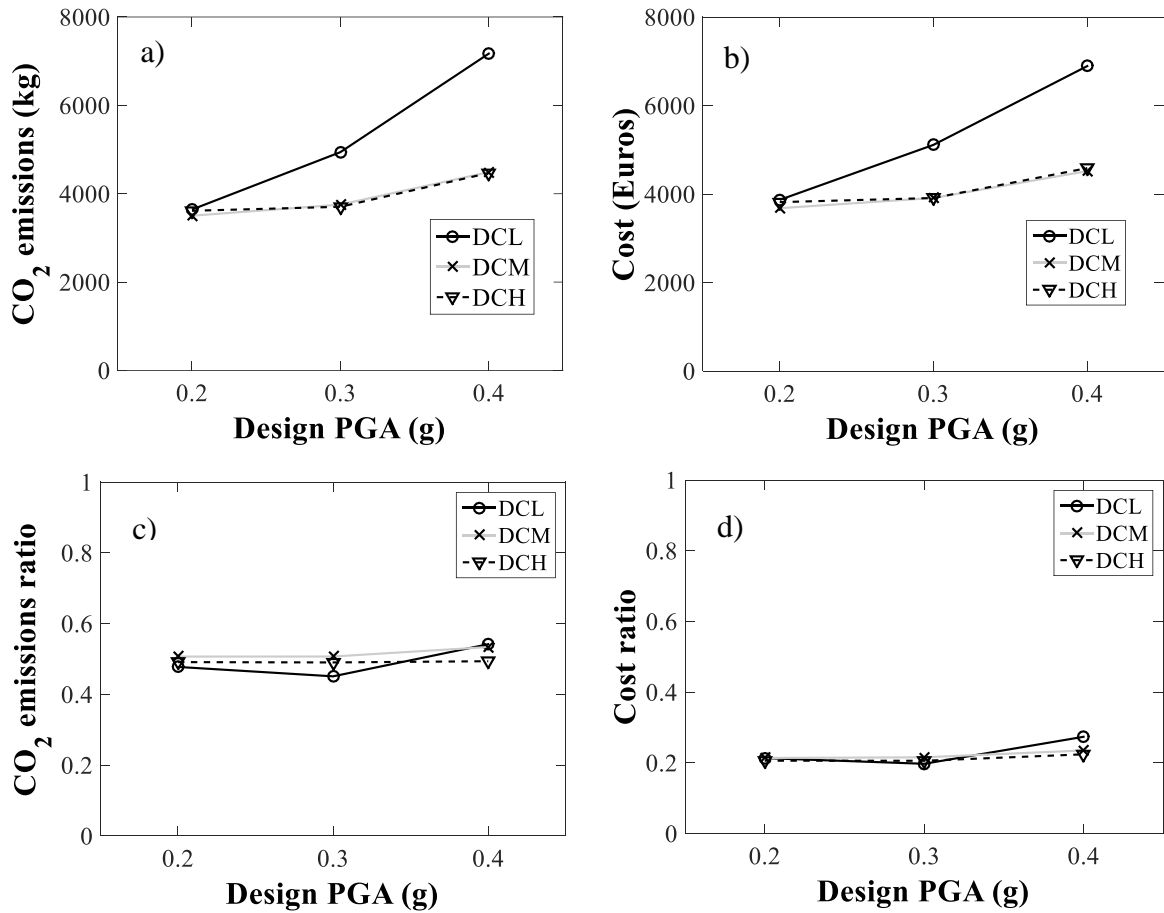 a)
CO2 emissions (kg)
8000
6000
4000
2000
0
DCL
DCM
DCH
0.2 0.3 0.4
Design PGA (g)
b)
Cost (Euros)
8000
6000
4000
2000
0
DCL
DCM
DCH
0.2 0.3 0.4
Design PGA (g)
c)
CO2 emissions ratio
1
0.8
0.6
0.4
0.2
0
DCL
DCM
DCH
0.2 0.3 0.4
Design PGA (g)
d)
Cost ratio
1
0.8
0.6
0.4
0.2
0
DCL
DCM
DCH
0.2 0.3 0.4
Design PGA (g)